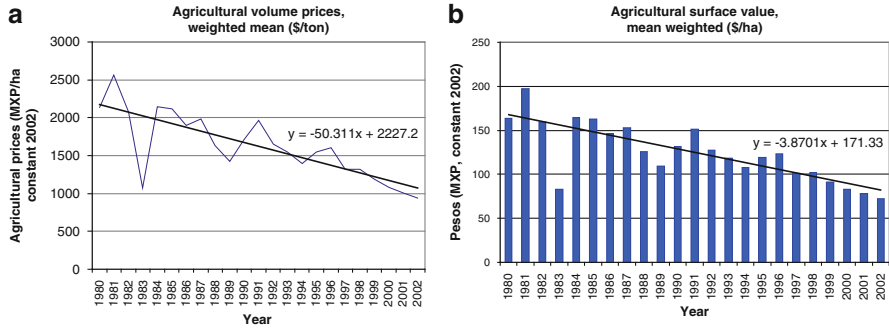 a
Agricultural volume prices,
weighted mean ($/ton)
Agricultural prices (MXP/ha
constant 2002)
3000
2500
2000
1500
1000
500
0
y = -50.311x + 2227.2
1980 1981 1982 1983 1984 1985 1986 1987 1988 1989 1990 1991 1992 1993 1994 1995 1996 1997 1998 1999 2000 2001 2002
Year
b
Agricultural surface value,
mean weighted ($/ha)
Pesos (MXP, constant 2002)
250
200
150
100
50
0
y = -3.8701x + 171.33
1980 1981 1982 1983 1984 1985 1986 1987 1988 1989 1990 1991 1992 1993 1994 1995 1996 1997 1998 1999 2000 2001 2002
Year